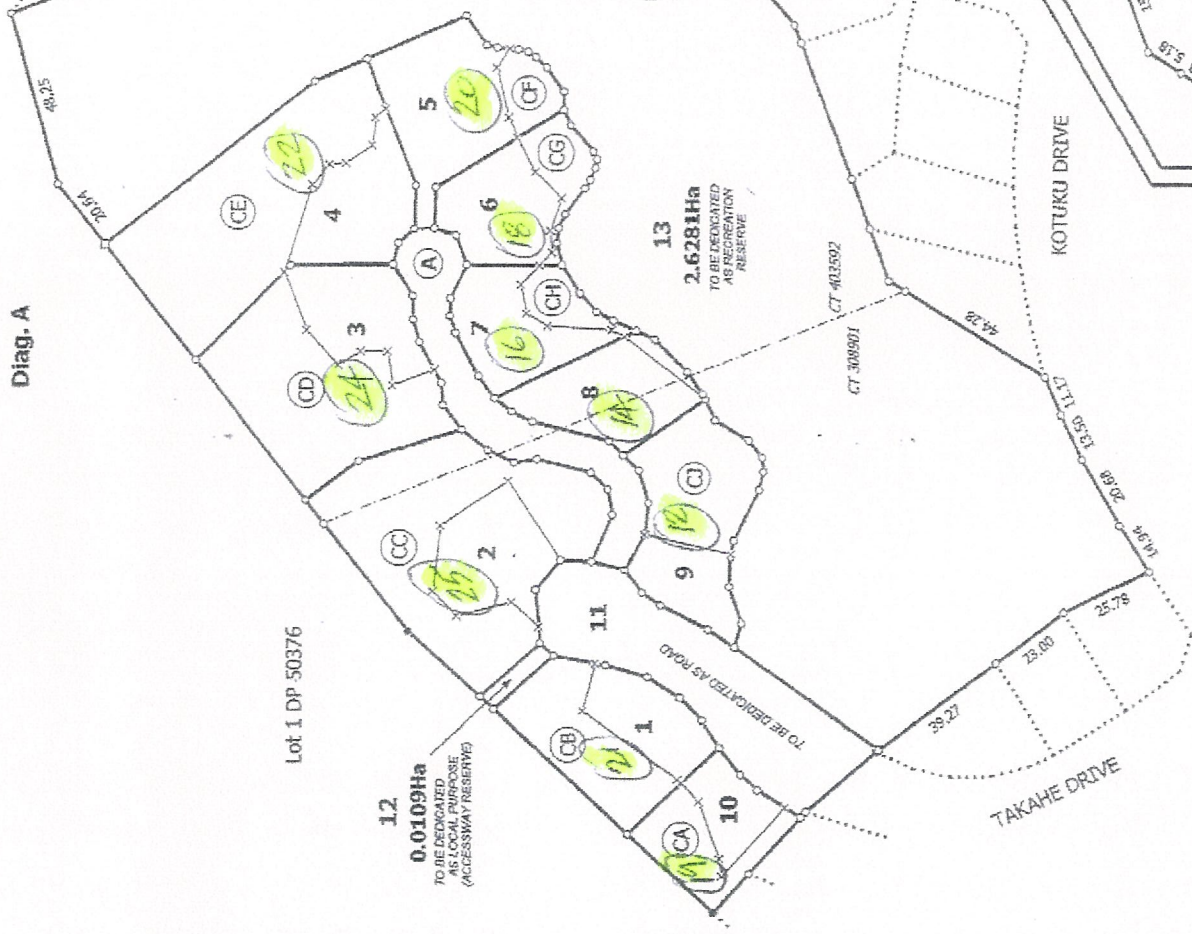 Diag. A
48.25
20.94
5.18
CE
22
4
5
20
CF
CG
6
18
A
3
CD
24
7
16
CH
8
14
13
2.6281Ha
TO BE DEDICATED
AS RECREATION
RESERVE
CT 403592
CT 308901
KOTUKU DRIVE
44.28
11.17
13.50
20.68
14.94
25.78
23.00
39.27
TAKAHE DRIVE
CC
2
CJ
12
9
11
TO BE DEDICATED AS ROAD
Lot 1 DP 50376
12
0.0109Ha
TO BE DEDICATED
AS LOCAL PURPOSE
(ACCESSWAY RESERVE)
CB
21
1
10
CA